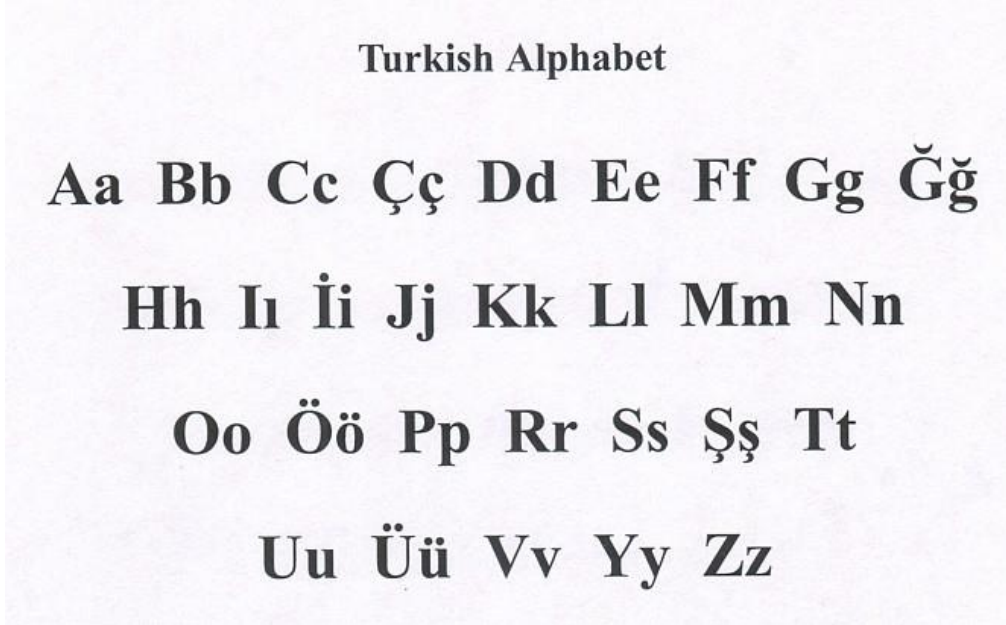 Turkish Alphabet
Aa Bb Cc Çç Dd Ee Ff Gg Ğğ
Hh Iı İi Jj Kk Ll Mm Nn
Oo Öö Pp Rr Ss Şş Tt
Uu Üü Vv Yy Zz